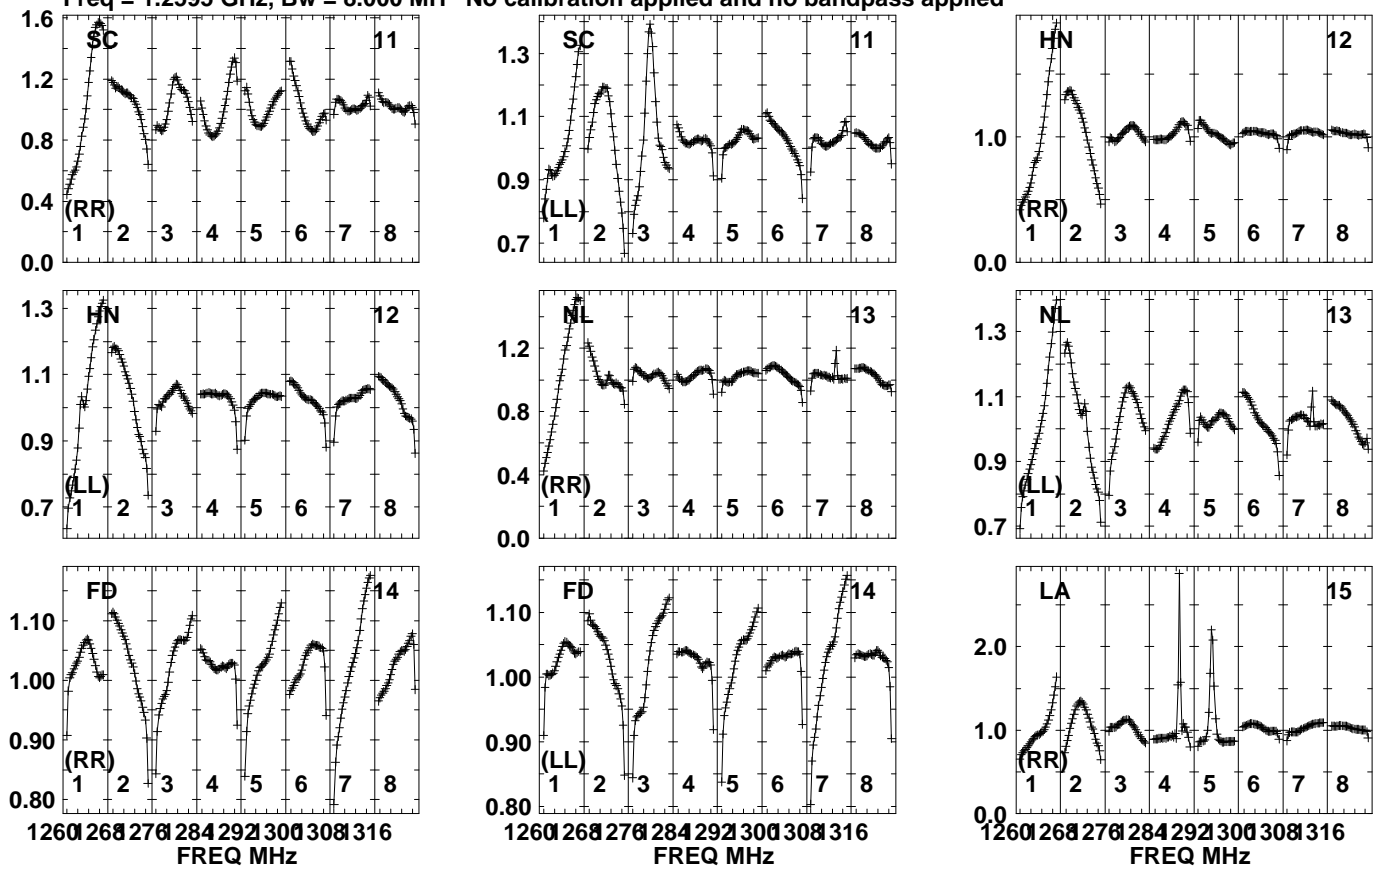 Freq = 1.2595 GHz, Bw = 8.000 MH No calibration applied and no bandpass applied
1.6 SC 11
1.2
0.8
0.4 (RR)
1 2 3 4 5 6 7 8
0.0
1.3 SC 11
1.1
0.9
(LL)
0.7 1 2 3 4 5 6 7 8
HN 12
1.0
(RR)
1 2 3 4 5 6 7 8
0.0
1.3 HN 12
1.1
0.9
(LL)
0.7 1 2 3 4 5 6 7 8
NL 13
1.2
0.8
0.4 (RR)
1 2 3 4 5 6 7 8
0.0
1.3 NL 13
1.1
0.9
(LL)
0.7 1 2 3 4 5 6 7 8
FD 14
1.10
1.00
0.90
(RR)
1 2 3 4 5 6 7 8
0.80
1260 1268 1276 1284 1292 1300 1308 1316
FREQ MHz
FD 14
1.10
1.00
0.90
(LL)
1 2 3 4 5 6 7 8
0.80
1260 1268 1276 1284 1292 1300 1308 1316
FREQ MHz
LA 15
2.0
1.0
(RR)
1 2 3 4 5 6 7 8
0.0
1260 1268 1276 1284 1292 1300 1308 1316
FREQ MHz